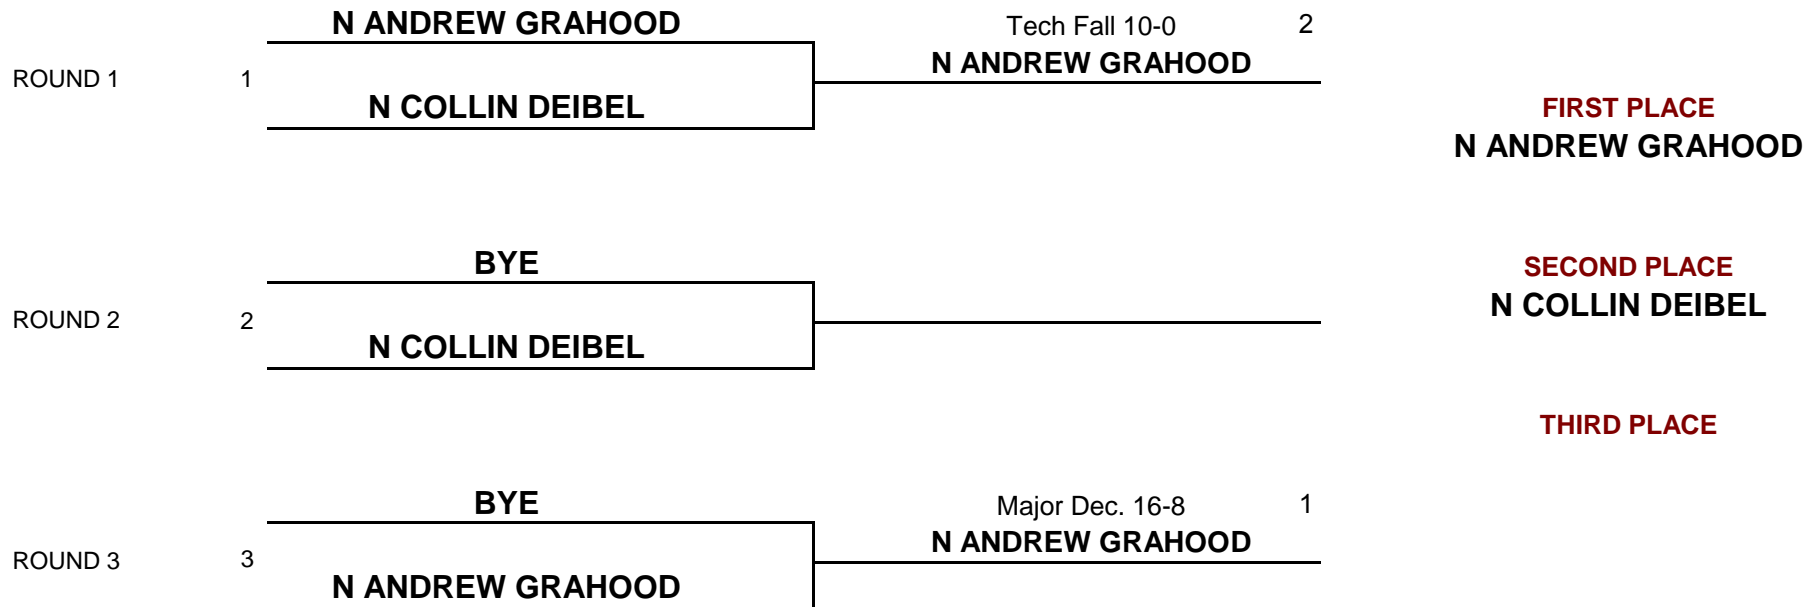 N ANDREW GRAHOOD
Tech Fall 10-0 2
N ANDREW GRAHOOD
ROUND 1 1
N COLLIN DEIBEL
FIRST PLACE
N ANDREW GRAHOOD
BYE
SECOND PLACE
N COLLIN DEIBEL
ROUND 2 2
N COLLIN DEIBEL
THIRD PLACE
BYE
Major Dec. 16-8 1
N ANDREW GRAHOOD
ROUND 3 3
N ANDREW GRAHOOD